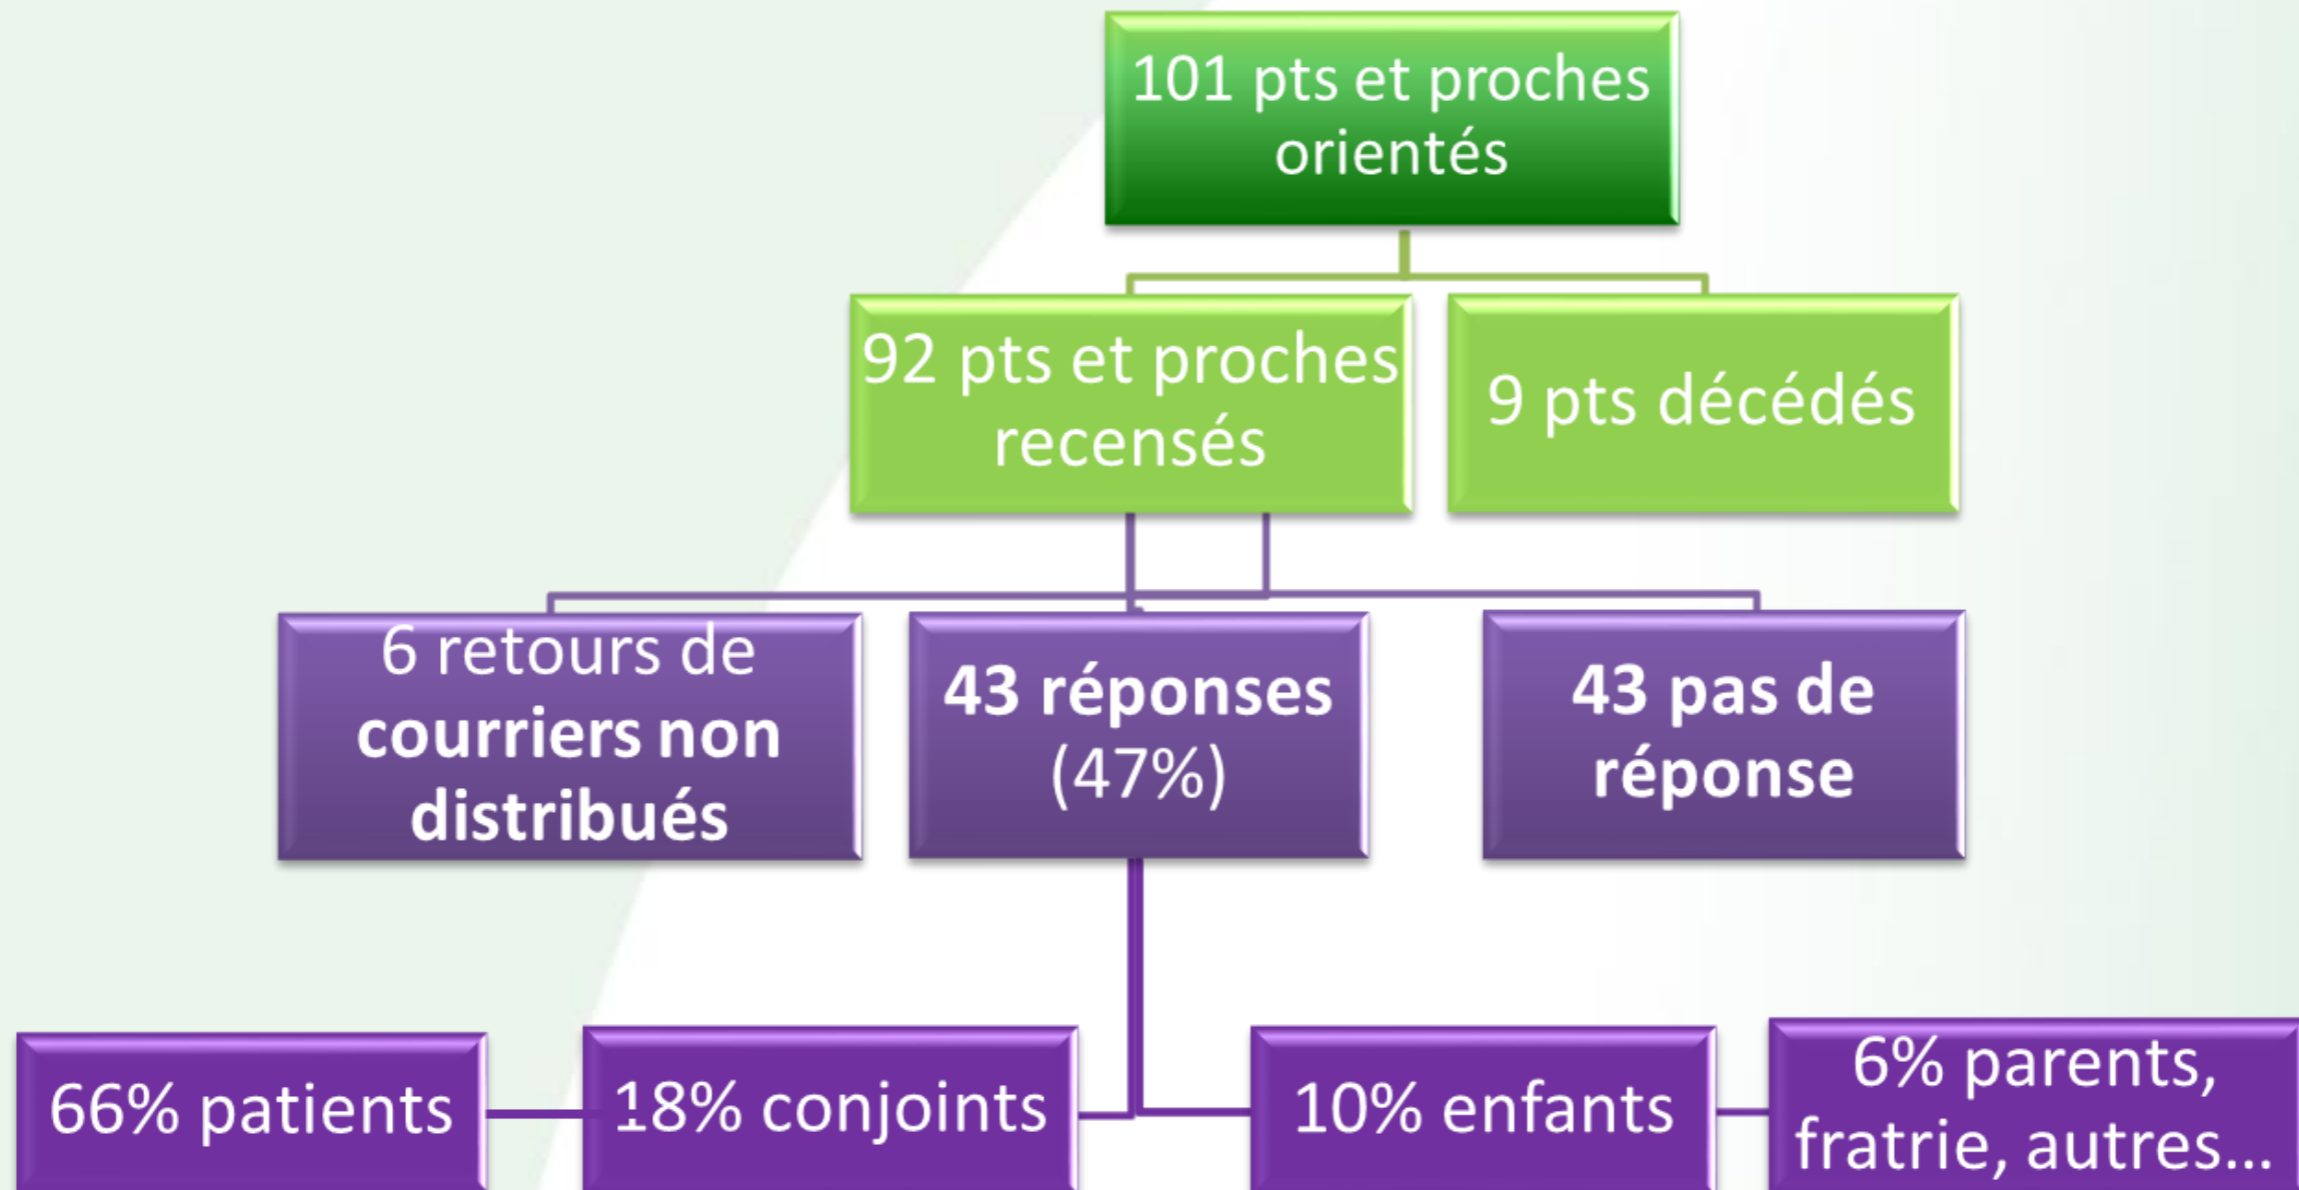 101 pts et proches
orientés
92 pts et proches
recensés
9 pts décédés
6 retours de
courriers non
distribués
43 réponses
(47%)
43 pas de
réponse
66% patients
18% conjoints
10% enfants
6% parents,
fratrie, autres...